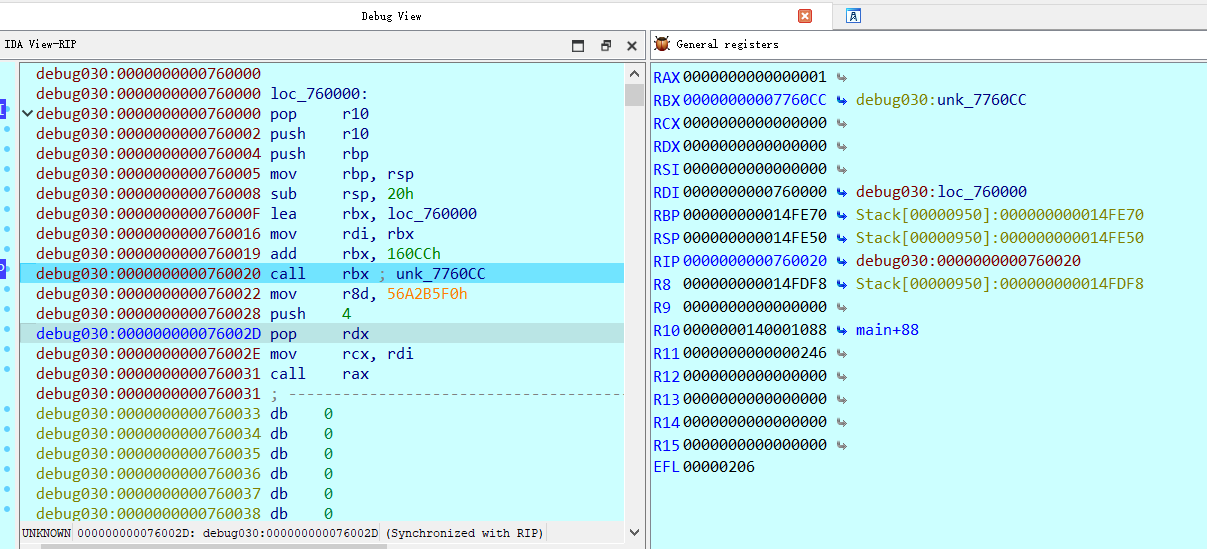 Debug View
IDA View-RIP
debug030:0000000000760000
debug030:0000000000760000 loc_760000:
debug030:0000000000760000 pop r10
debug030:0000000000760002 push r10
debug030:0000000000760004 push rbp
debug030:0000000000760005 mov rbp, rsp
debug030:0000000000760008 sub rsp, 20h
debug030:000000000076000F lea rbx, loc_760000
debug030:0000000000760016 mov rdi, rbx
debug030:0000000000760019 add rbx, 160CCh
debug030:0000000000760020 call rbx ; unk_7760CC
debug030:0000000000760022 mov r8d, 56A2B5F0h
debug030:0000000000760028 push 4
debug030:000000000076002D pop rdx
debug030:000000000076002E mov rcx, rdi
debug030:0000000000760031 call rax
debug030:0000000000760031 ; ---------------------------------------
debug030:0000000000760033 db 0
debug030:0000000000760034 db 0
debug030:0000000000760035 db 0
debug030:0000000000760036 db 0
debug030:0000000000760037 db 0
debug030:0000000000760038 db 0
UNKNOWN 000000000076002D: debug030:000000000076002D (Synchronized with RIP)
General registers
RAX 0000000000000001
RBX 00000000007760CC debug030:unk_7760CC
RCX 0000000000000000
RDX 0000000000000000
RSI 0000000000000000
RDI 0000000000760000 debug030:loc_760000
RBP 000000000014FE70 Stack[00000950]:000000000014FE70
RSP 000000000014FE50 Stack[00000950]:000000000014FE50
RIP 0000000000760020 debug030:0000000000760020
R8 000000000014FDF8 Stack[00000950]:000000000014FDF8
R9 0000000000000000
R10 0000000140001088 main+88
R11 0000000000000246
R12 0000000000000000
R13 0000000000000000
R14 0000000000000000
R15 0000000000000000
EFL 00000206